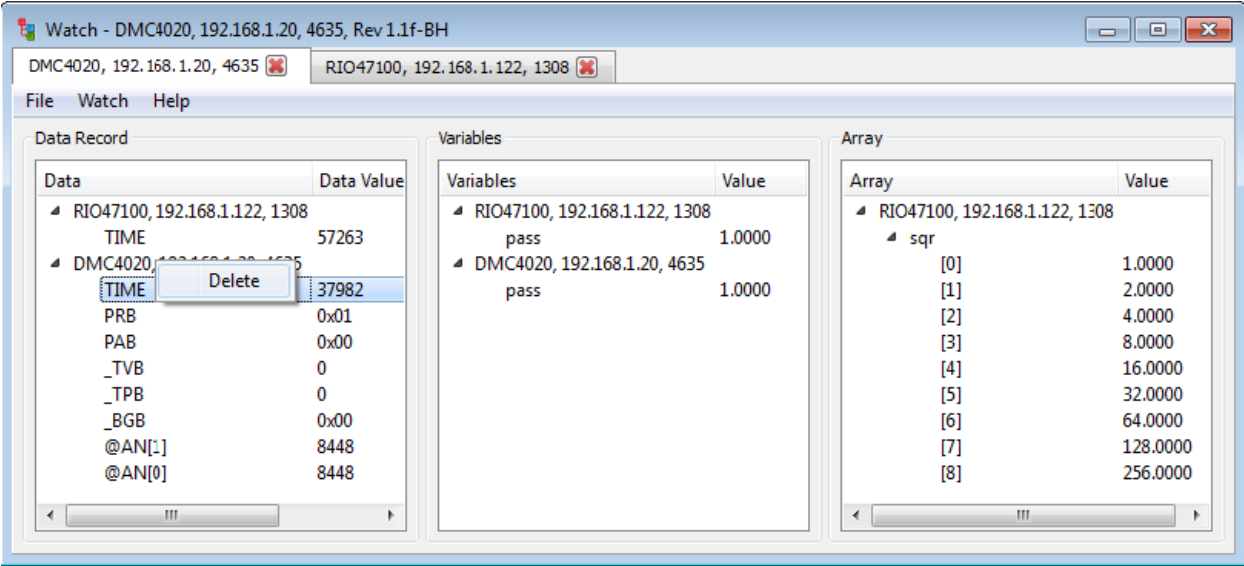 Watch - DMC4020, 192.168.1.20, 4635, Rev 1.1f-BH
DMC4020, 192.168.1.20, 4635
RIO47100, 192.168.1.122, 1308
File Watch Help
Data Record
Data Data Value
RIO47100, 192.168.1.122, 1308
TIME 57263
DMC4020, 192.168.1.20, 4635
Delete
TIME 37982
PRB 0x01
PAB 0x00
_TVB 0
_TPB 0
_BGB 0x00
@AN[1] 8448
@AN[0] 8448
Variables
Variables Value
RIO47100, 192.168.1.122, 1308
pass 1.0000
DMC4020, 192.168.1.20, 4635
pass 1.0000
Array
Array Value
RIO47100, 192.168.1.122, 1308
sqr
[0] 1.0000
[1] 2.0000
[2] 4.0000
[3] 8.0000
[4] 16.0000
[5] 32.0000
[6] 64.0000
[7] 128.0000
[8] 256.0000